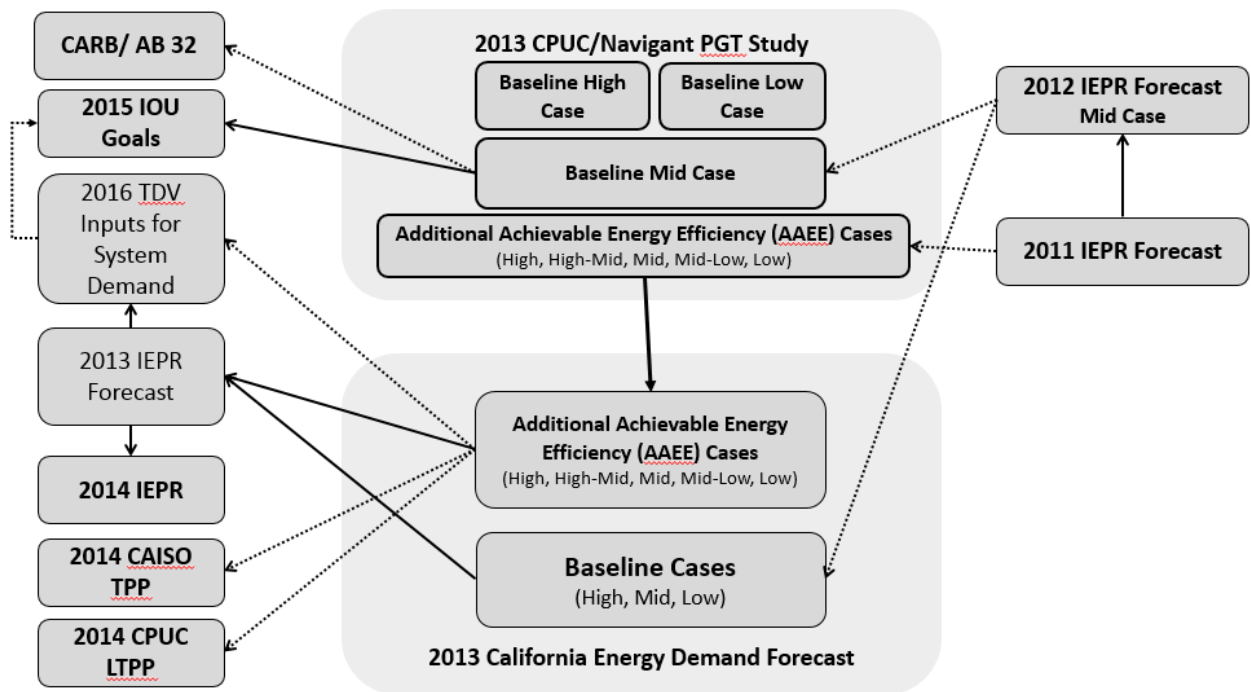 CARB/ AB 32
2015 IOU
Goals
2016 TDV
Inputs for
System
Demand
2013 IEPR
Forecast
2014 IEPR
2014 CAISO
TPP
2014 CPUC
LTPP
2013 CPUC/Navigant PGT Study
Baseline High
Case
Baseline Low
Case
Baseline Mid Case
Additional Achievable Energy Efficiency (AAEE) Cases
(High, High-Mid, Mid, Mid-Low, Low)
Additional Achievable Energy
Efficiency (AAEE) Cases
(High, High-Mid, Mid, Mid-Low, Low)
Baseline Cases
(High, Mid, Low)
2013 California Energy Demand Forecast
2012 IEPR Forecast
Mid Case
2011 IEPR Forecast